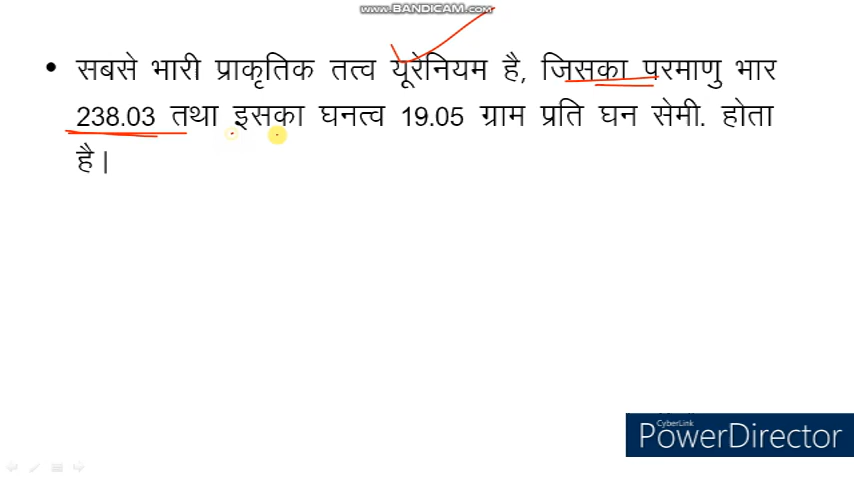 www.BANDICAM.com
• सबसे भारी प्राकृतिक तत्व यूरेनियम है, जिसका परमाणु भार
238.03 तथा इसका घनत्व 19.05 ग्राम प्रति घन सेमी. होता
है|
CyberLink
PowerDirector